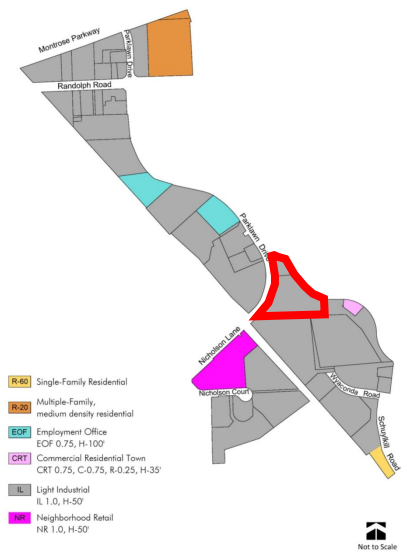 Montrose Parkway
Parklawn Drive
Randolph Road
Parklawn Drive
Nicholson Lane
Nicholson Court
Wyaconda Road
Schuylkill Road
R-60 Single-Family Residential
R-20 Multiple-Family,
medium density residential
EOF Employment Office
EOF 0.75, H-100'
CRT Commercial Residential Town
CRT 0.75, C-0.75, R-0.25, H-35'
IL Light Industrial
IL 1.0, H-50'
NR Neighborhood Retail
NR 1.0, H-50'
Not to Scale